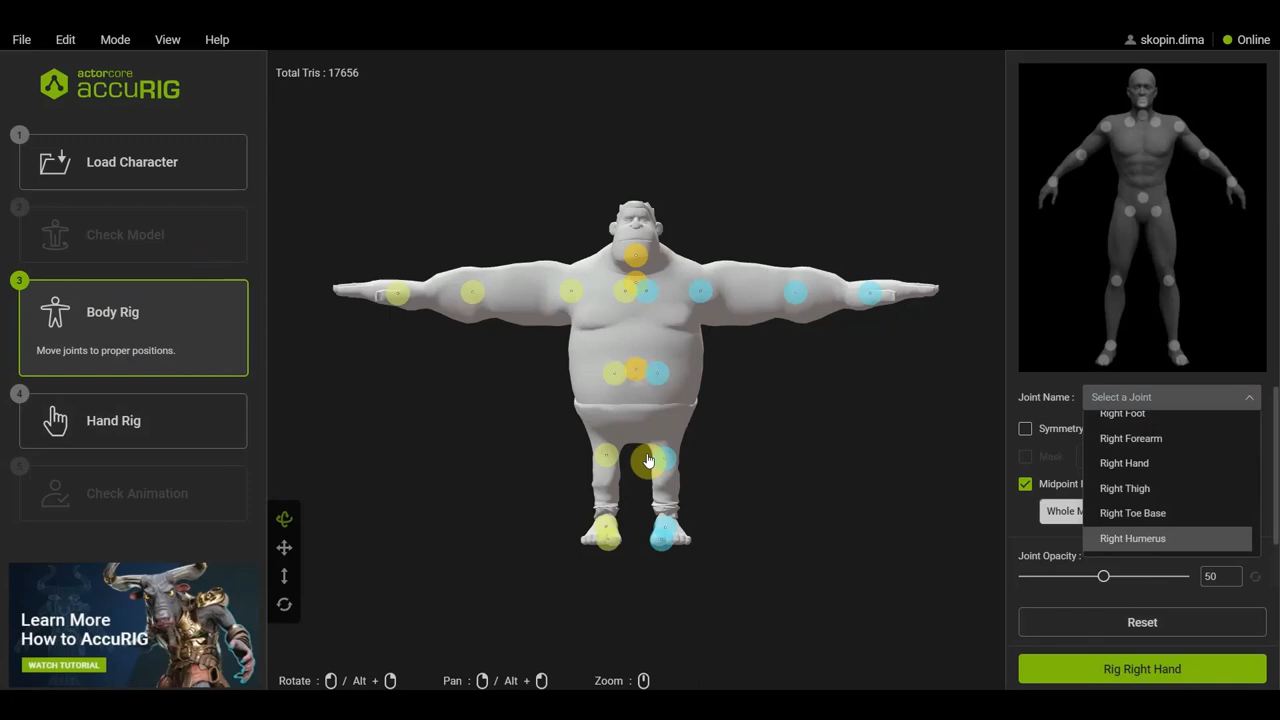 File Edit Mode View Help
skopin.dima Online
actorcore
accuRIG
Total Tris : 17656
1
Load Character
2
Check Model
3
Body Rig
Move joints to proper positions.
4
Hand Rig
5
Check Animation
Learn More
How to AccuRIG
WATCH TUTORIAL
Rotate : / Alt + Pan : / Alt + Zoom :
Joint Name : Select a Joint
Right Foot
Symmetry
Right Forearm
Mask
Right Hand
Midpoint
Right Thigh
Whole M
Right Toe Base
Right Humerus
Joint Opacity :
50
Reset
Rig Right Hand